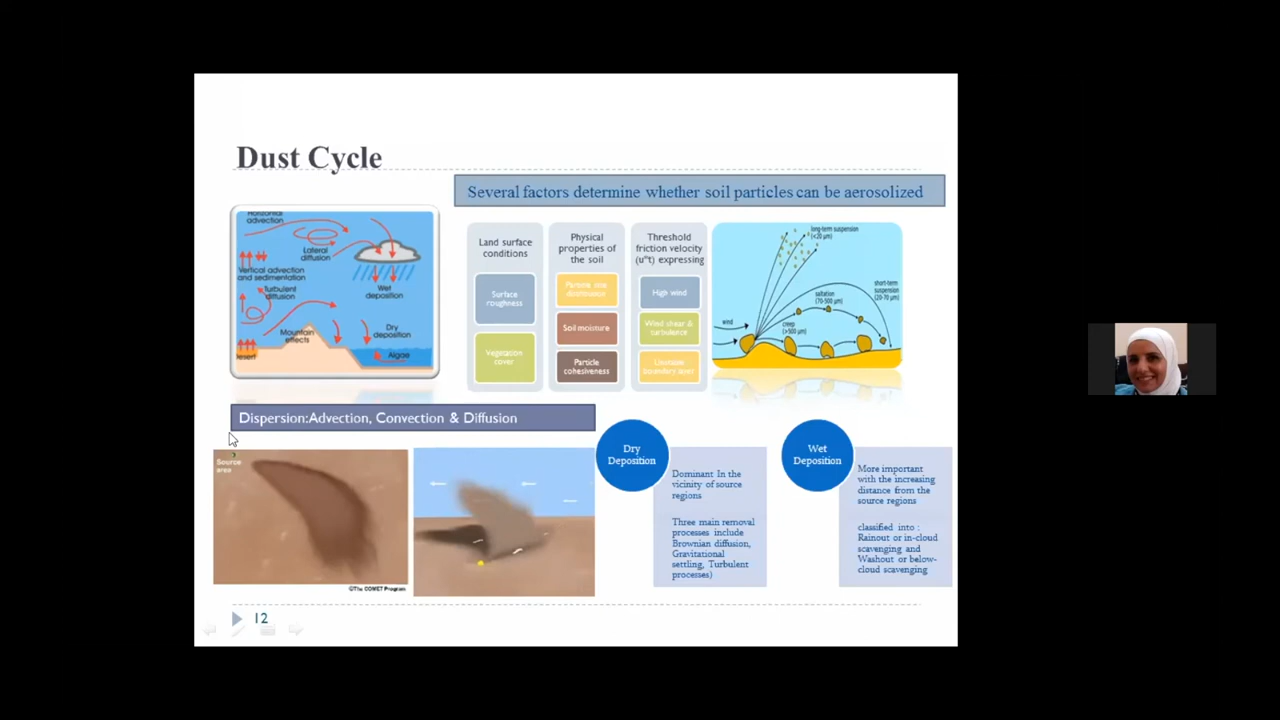 Dust Cycle
Several factors determine whether soil particles can be aerosolized
Horizontal
advection
Lateral
diffusion
Vertical advection
and sedimentation
Turbulent
diffusion
Wet
deposition
Mountain
effects
Dry
deposition
Algae
Land surface
conditions
Surface
roughness
Vegetation
cover
Physical
properties of
the soil
Particle size
Soil moisture
Particle
cohesiveness
Threshold
friction velocity
(u*t) expressing
High wind
Wind shear &
turbulence
boundary layer
long-term suspension
(<20 μm)
wind
creep
(>500 μm)
saltation
(70-500 μm)
short-term
suspension
(20-70 μm)
Dispersion:Advection, Convection & Diffusion
Source
area
©The COMET Program
Dry
Deposition
Dominant In the
vicinity of source
regions
Three main removal
processes include
Brownian diffusion,
Gravitational
settling, Turbulent
processes)
Wet
Deposition
More important
with the increasing
distance from the
source regions
classified into :
Rainout or in-cloud
scavenging and
Washout or below-
cloud scavenging
12